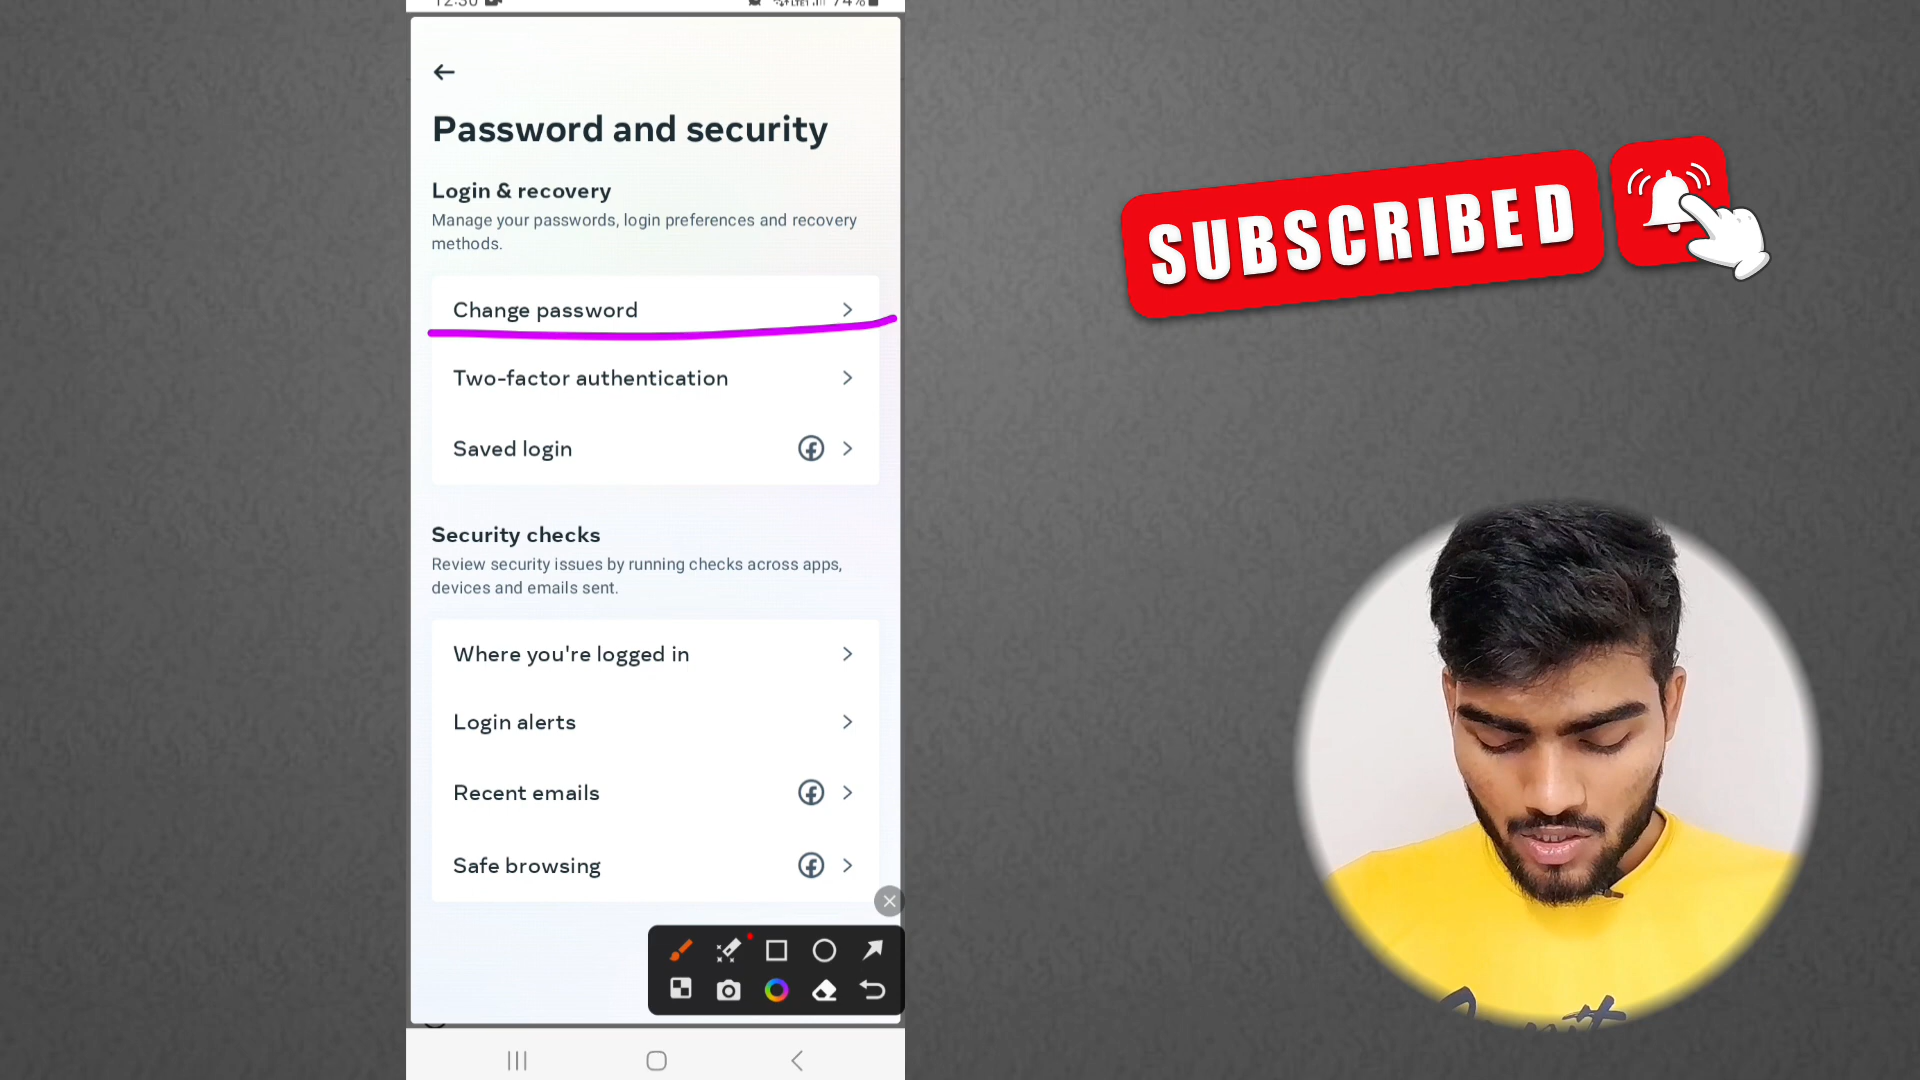 Password and security
Login & recovery
Manage your passwords, login preferences and recovery
methods.
Change password
Two-factor authentication
Saved login
Security checks
Review security issues by running checks across apps,
devices and emails sent.
Where you're logged in
Login alerts
Recent emails
Safe browsing
SUBSCRIBED